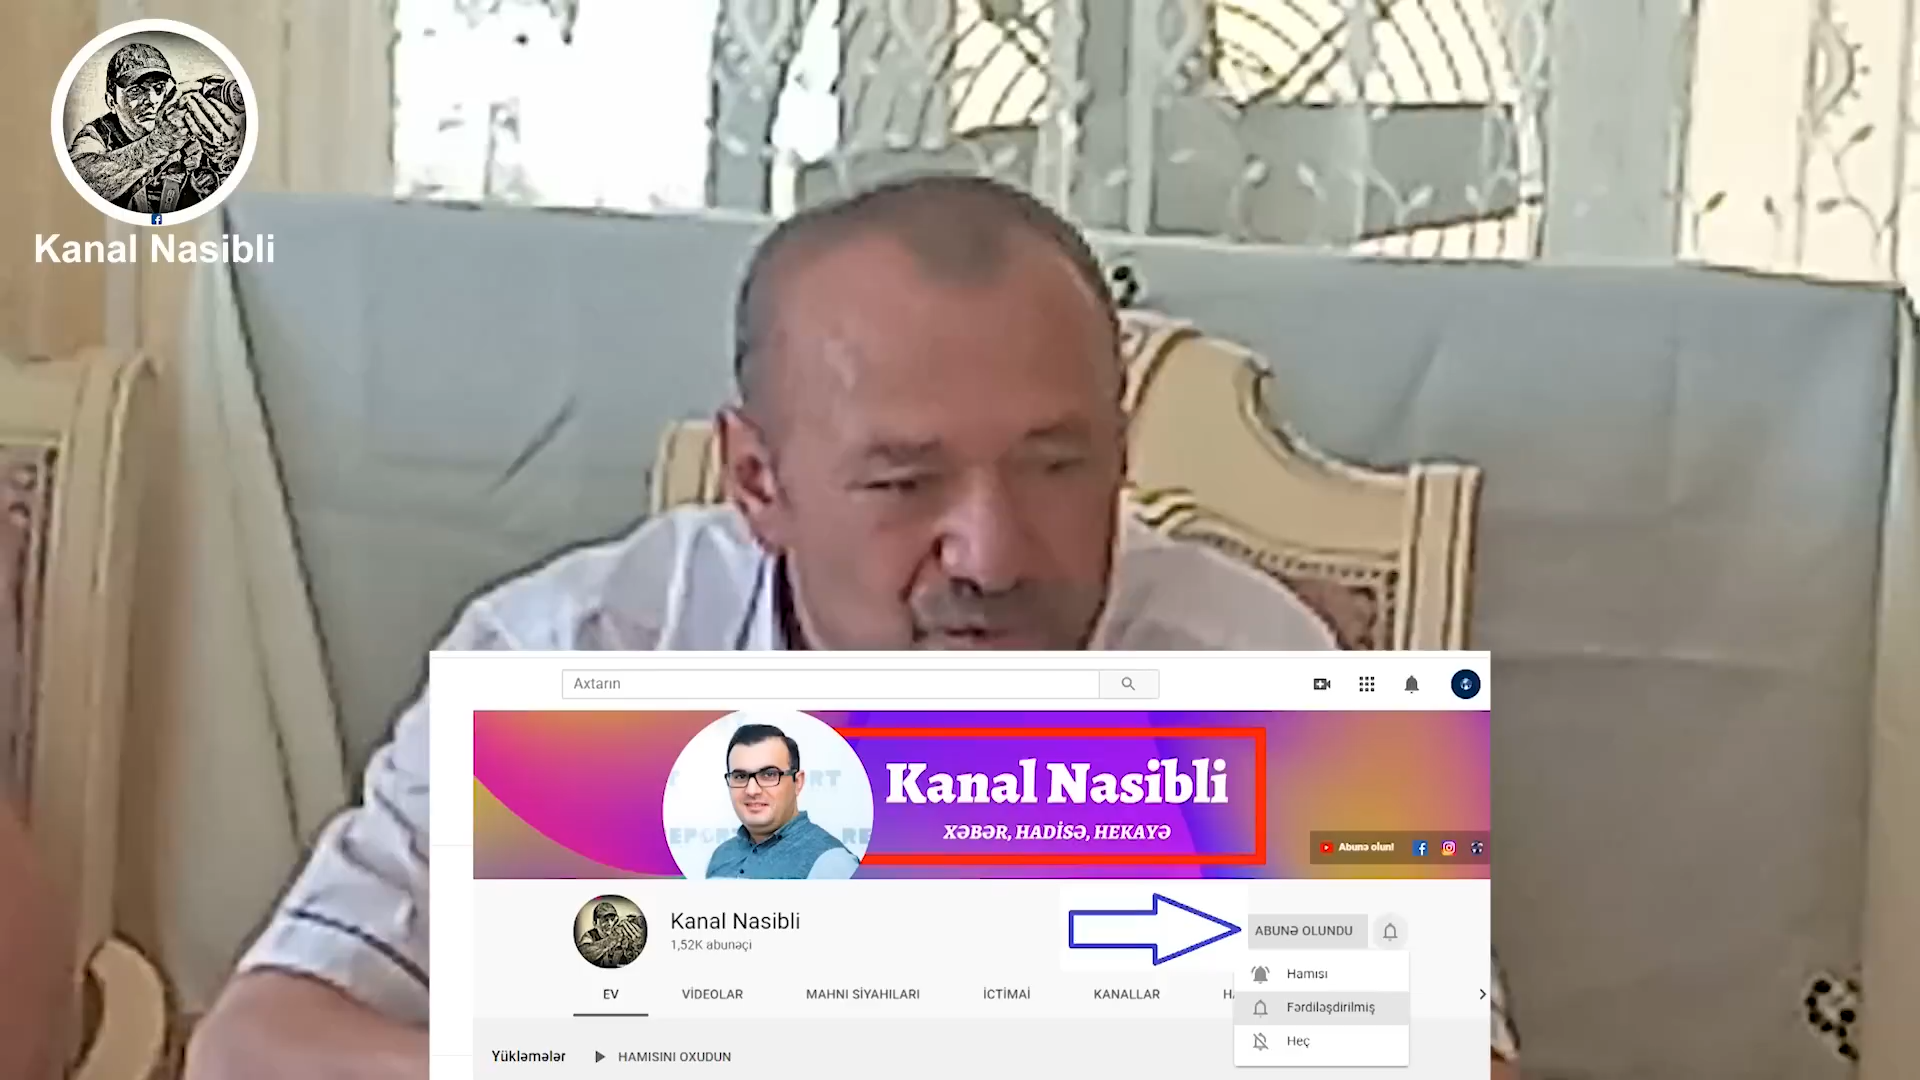 Kanal Nasibli
Axtarın
Kanal Nasibli
XƏBƏR, HADİSƏ, HEKAYƏ
Abunə olun!
Kanal Nasibli
1,52K abunəçi
ABUNƏ OLUNDU
Hamısı
Fərdiləşdirilmiş
Heç
EV
VİDEOLAR
MAHNI SİYAHILARI
İCTİMAİ
KANALLAR
Yükləmələr
HAMISINI OXUDUN